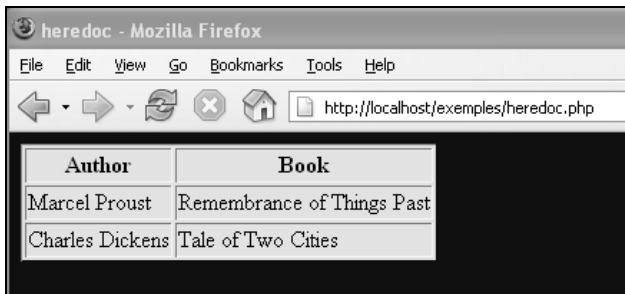 heredoc - Mozilla Firefox
File Edit View Go Bookmarks Tools Help
http://localhost/exemples/heredoc.php
Author Book
Marcel Proust Remembrance of Things Past
Charles Dickens Tale of Two Cities